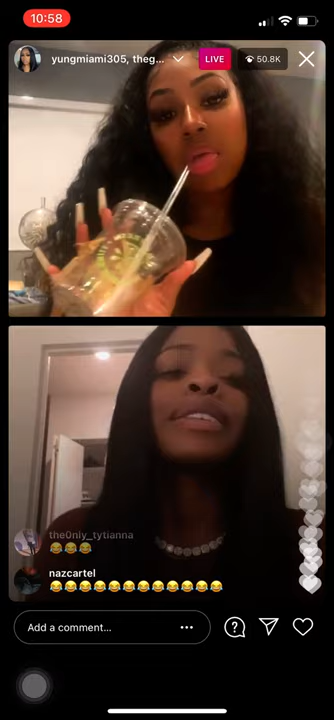 10:58
yungmiami305, theg...
LIVE
50.8K
the0nly_tytianna
😂😂😂
nazcartel
😂😂😂😂😂😂😂😂😂😂😂😂
Add a comment...